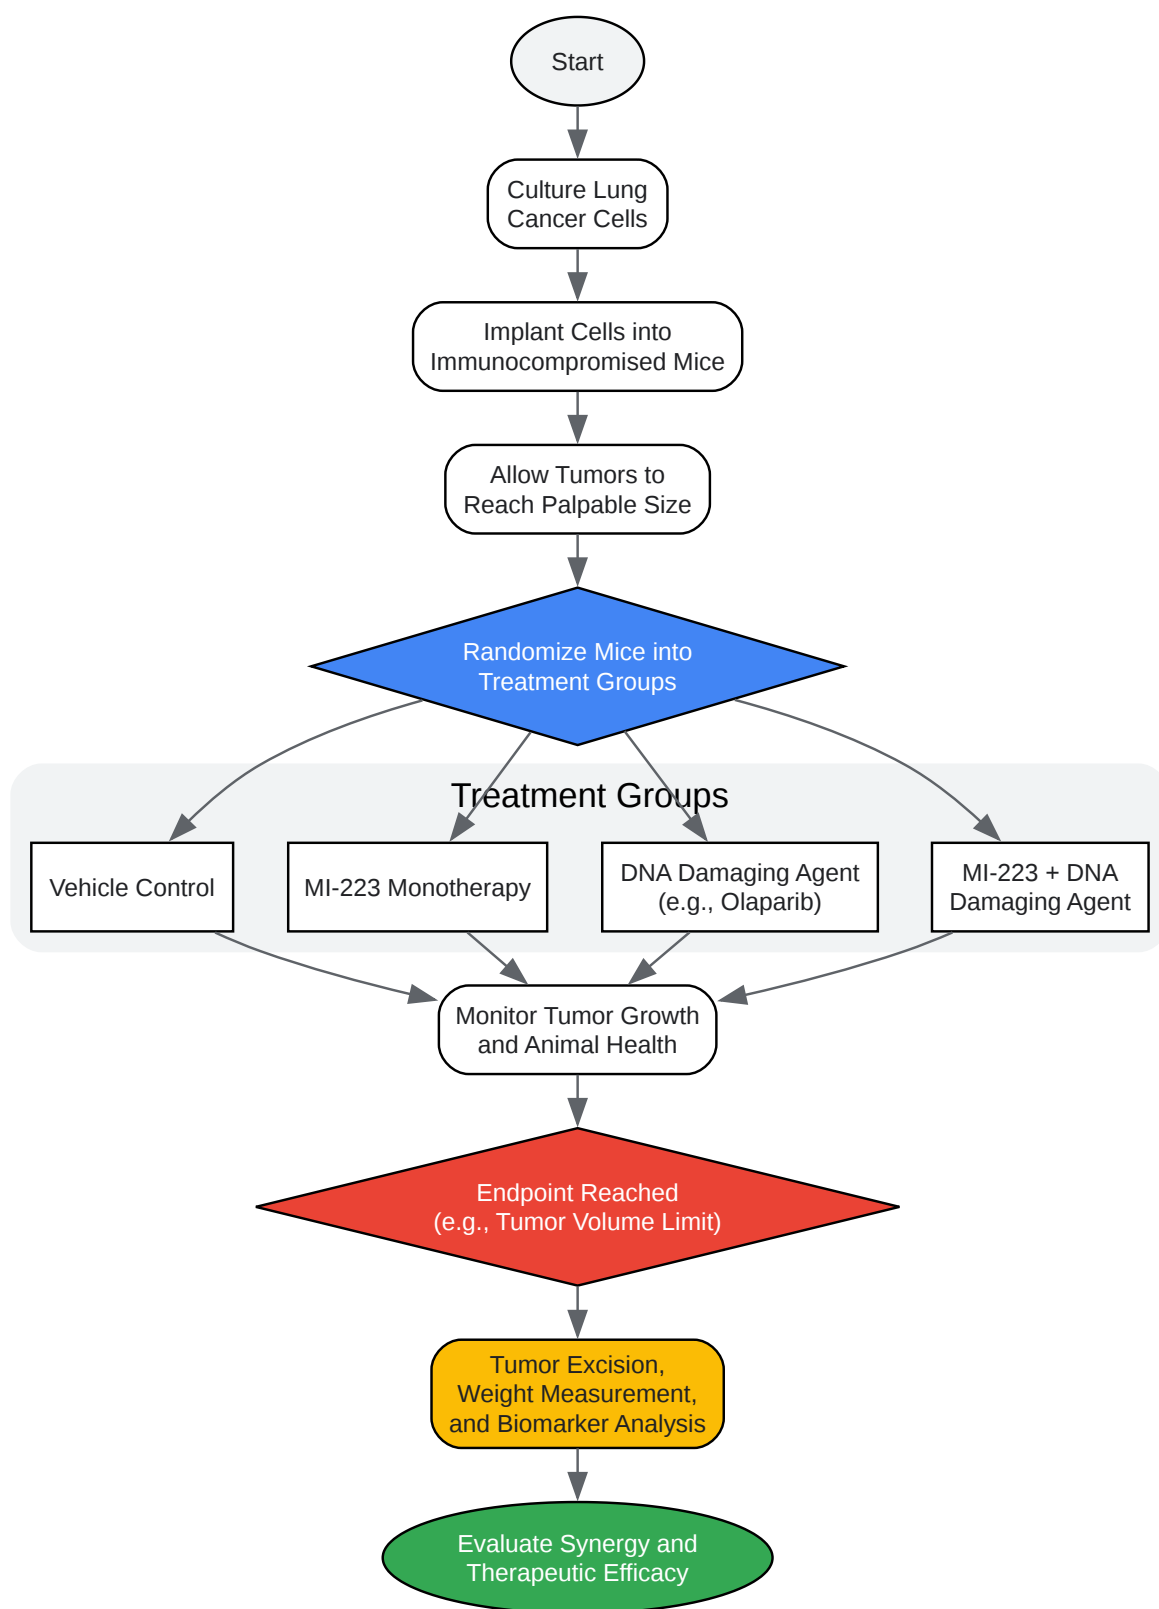 Start
Culture Lung
Cancer Cells
Implant Cells into
Immunocompromised Mice
Allow Tumors to
Reach Palpable Size
Randomize Mice into
Treatment Groups
Treatment Groups
Vehicle Control
MI-223 Monotherapy
DNA Damaging Agent
(e.g., Olaparib)
MI-223 + DNA
Damaging Agent
Monitor Tumor Growth
and Animal Health
Endpoint Reached
(e.g., Tumor Volume Limit)
Tumor Excision,
Weight Measurement,
and Biomarker Analysis
Evaluate Synergy and
Therapeutic Efficacy